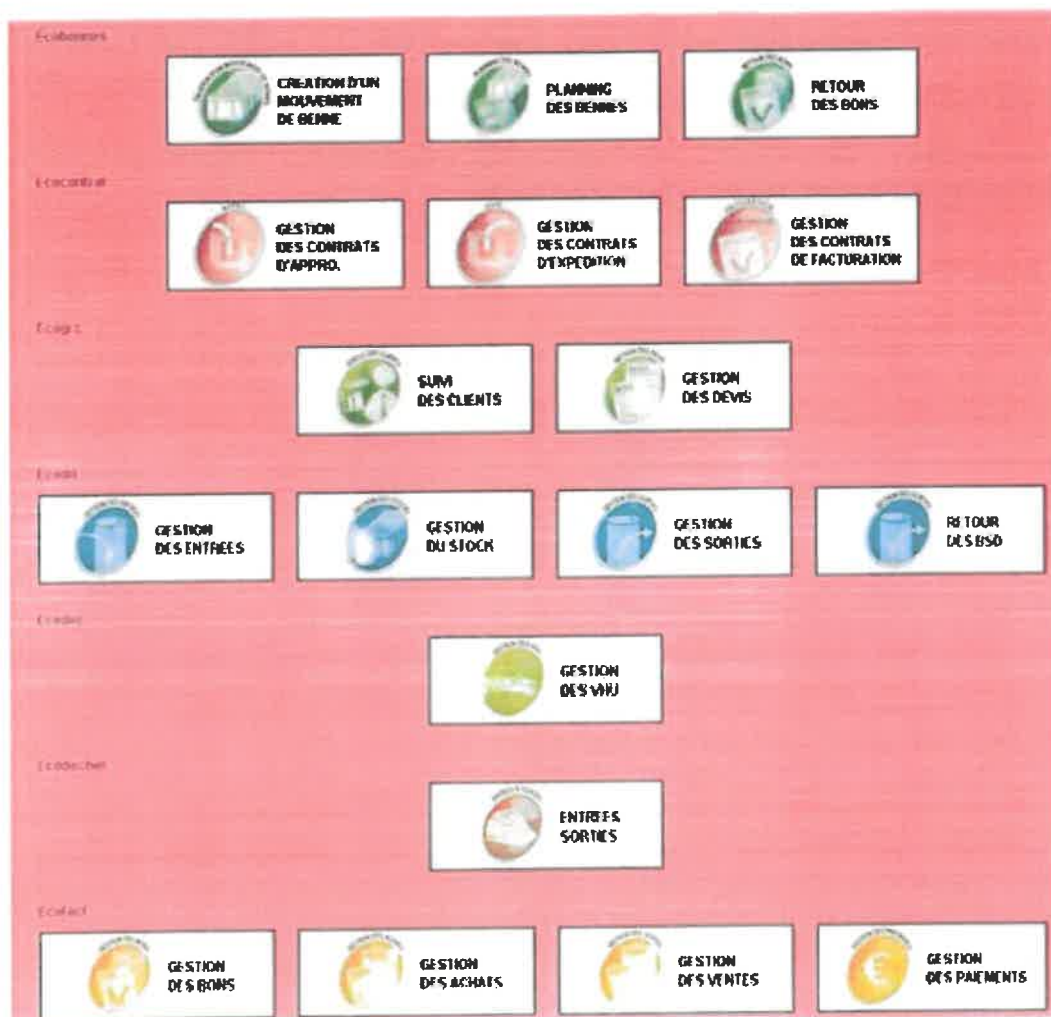 Ecobennes
CREATION D'UN
MOUVEMENT
DE BENNE
PLANNING
DES BENNES
RETOUR
DES BONS
Ecocontrat
GESTION
DES CONTRATS
D'APPRO.
GESTION
DES CONTRATS
D'EXPEDITION
GESTION
DES CONTRATS
DE FACTURATION
SUIVI
DES CLIENTS
GESTION
DES DEVIS
GESTION
DES ENTREES
GESTION
DU STOCK
GESTION
DES SORTIES
RETOUR
DES BSD
GESTION
DES VHU
Ecodechet
ENTREES
SORTIES
Ecofact
GESTION
DES BONS
GESTION
DES ACHATS
GESTION
DES VENTES
GESTION
DES PAIEMENTS